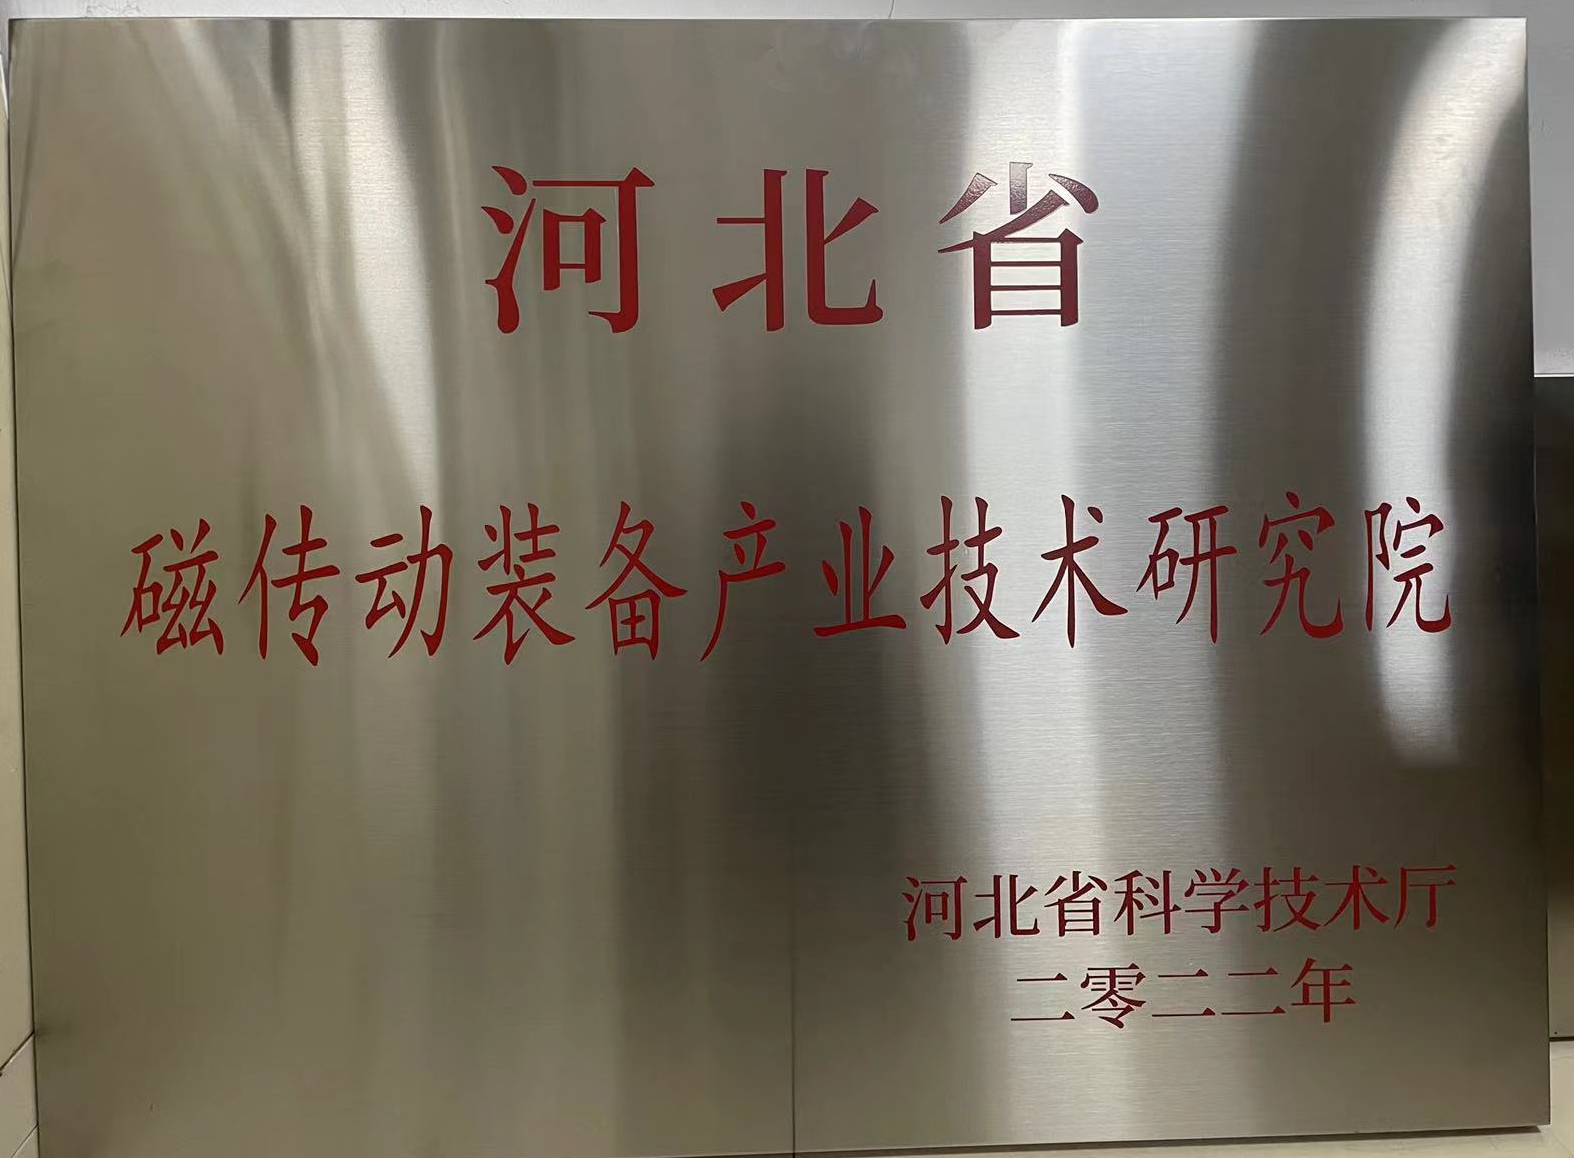 河北省
磁传动装备产业技术研究院
河北省科学技术厅
二零二二年